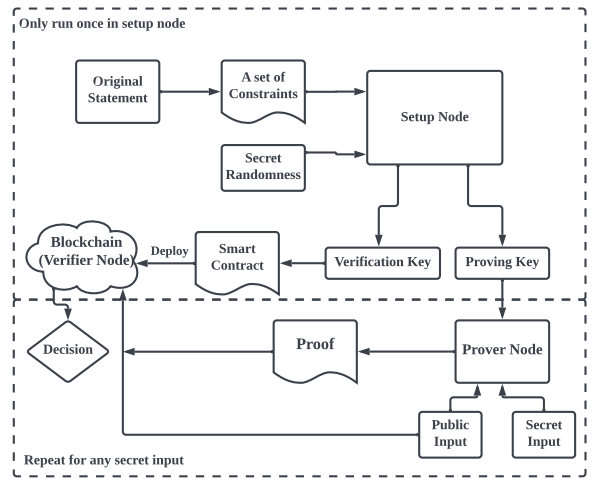 Only run once in setup node
Original
Statement
A set of
Constraints
Setup Node
Secret
Randomness
Blockchain
(Verifier Node)
Deploy
Smart
Contract
Verification Key
Proving Key
Decision
Proof
Prover Node
Public
Input
Secret
Input
Repeat for any secret input